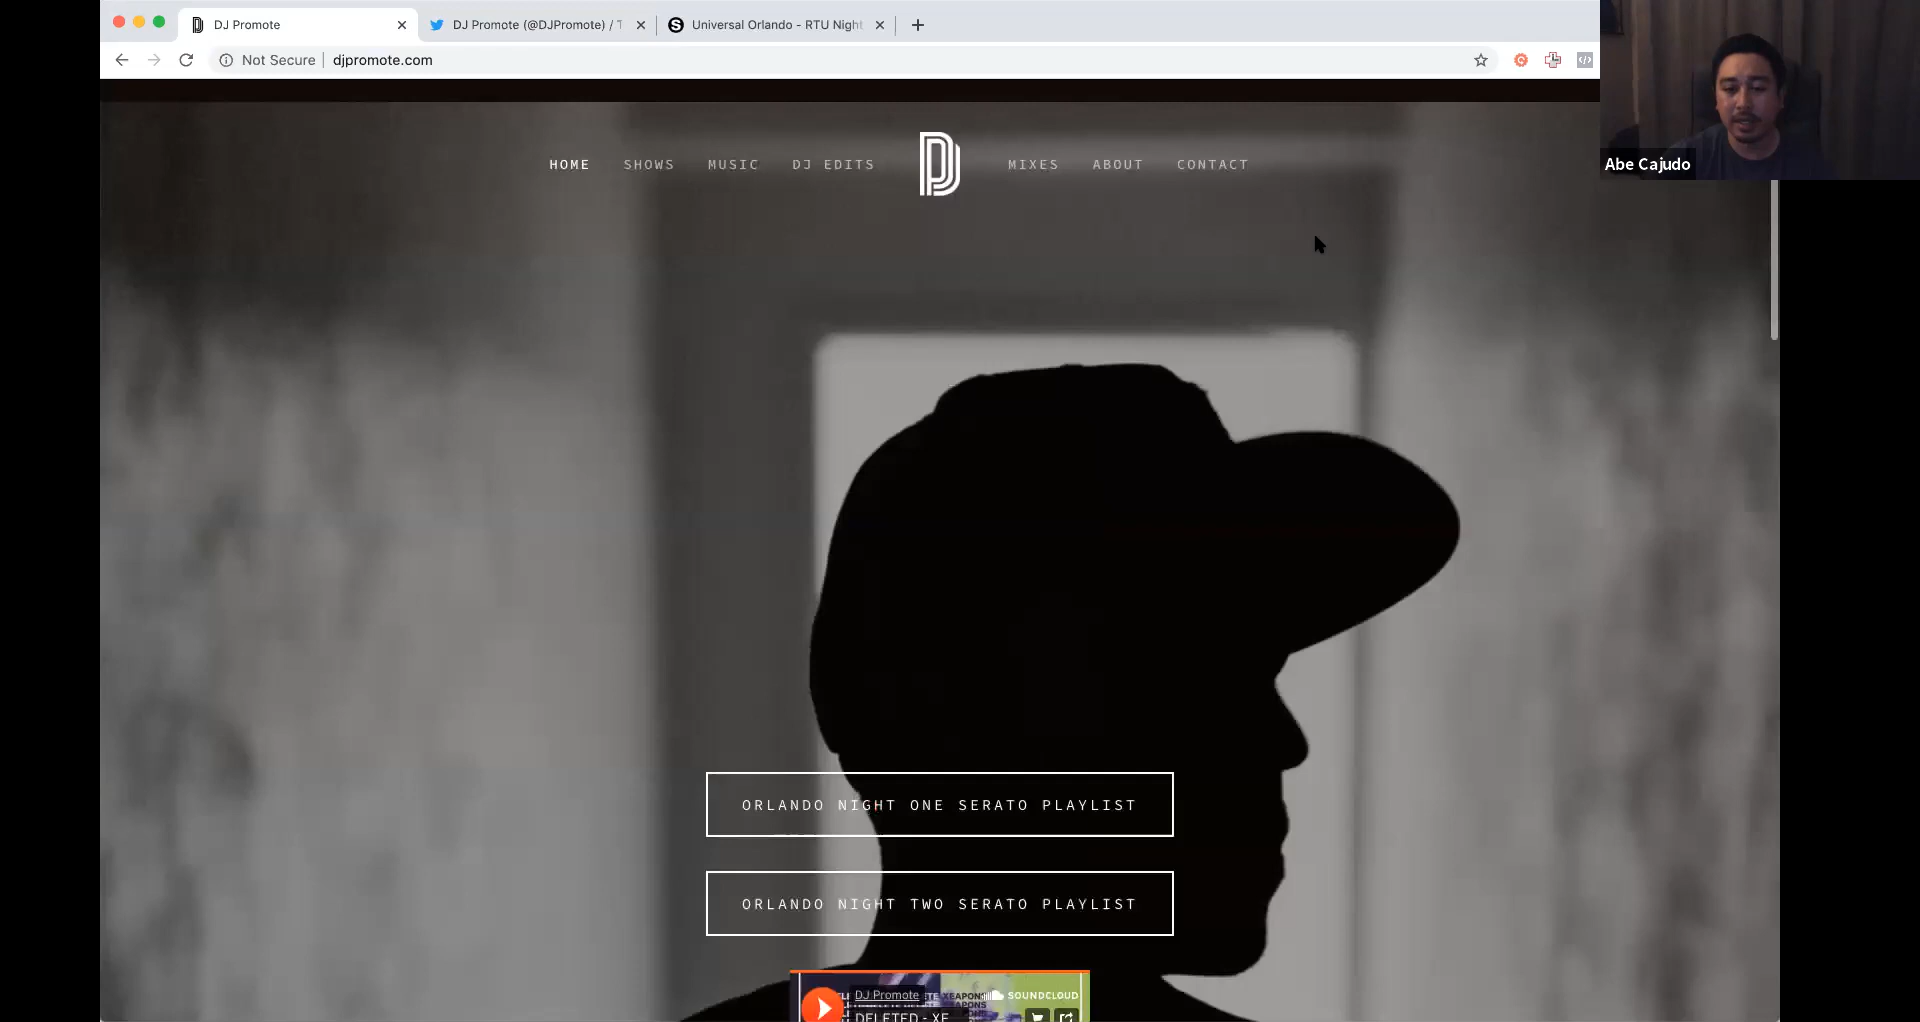 DJ Promote
DJ Promote (@DJPromote) / T
Universal Orlando - RTU Night
Not Secure
djpromote.com
Abe Cajudo
HOME
SHOWS
MUSIC
DJ EDITS
MIXES
ABOUT
CONTACT
ORLANDO NIGHT ONE SERATO PLAYLIST
ORLANDO NIGHT TWO SERATO PLAYLIST
DJ Promote
SOUNDCLOUD
DELETED - XE